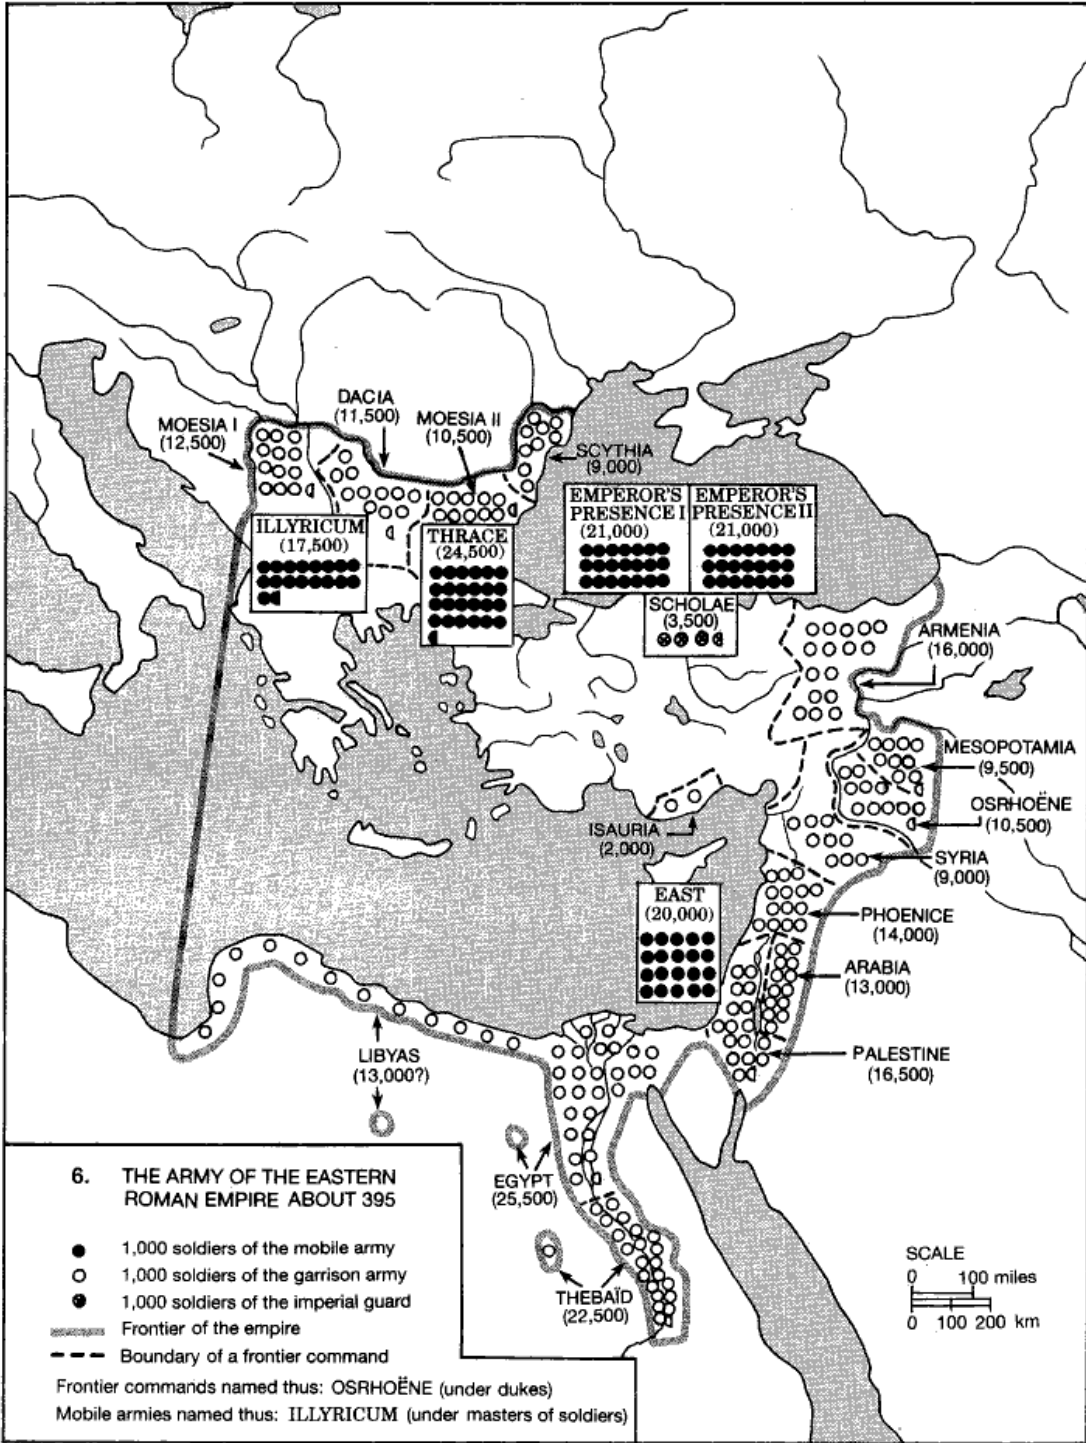 DACIA
(11,500)
MOESIA I
(12,500)
MOESIA II
(10,500)
SCYTHIA
(9,000)
ILLYRICUM
(17,500)
THRACE
(24,500)
EMPEROR'S
PRESENCE I
(21,000)
EMPEROR'S
PRESENCE II
(21,000)
SCHOLAE
(3,500)
ARMENIA
(16,000)
MESOPOTAMIA
(9,500)
OSRHOËNE
(10,500)
ISAURIA
(2,000)
SYRIA
(9,000)
EAST
(20,000)
PHOENICE
(14,000)
ARABIA
(13,000)
PALESTINE
(16,500)
LIBYAS
(13,000?)
EGYPT
(25,500)
THEBAÏD
(22,500)
6. THE ARMY OF THE EASTERN
ROMAN EMPIRE ABOUT 395
1,000 soldiers of the mobile army
1,000 soldiers of the garrison army
1,000 soldiers of the imperial guard
Frontier of the empire
Boundary of a frontier command
Frontier commands named thus: OSRHOËNE (under dukes)
Mobile armies named thus: ILLYRICUM (under masters of soldiers)
SCALE
0 100 miles
0 100 200 km